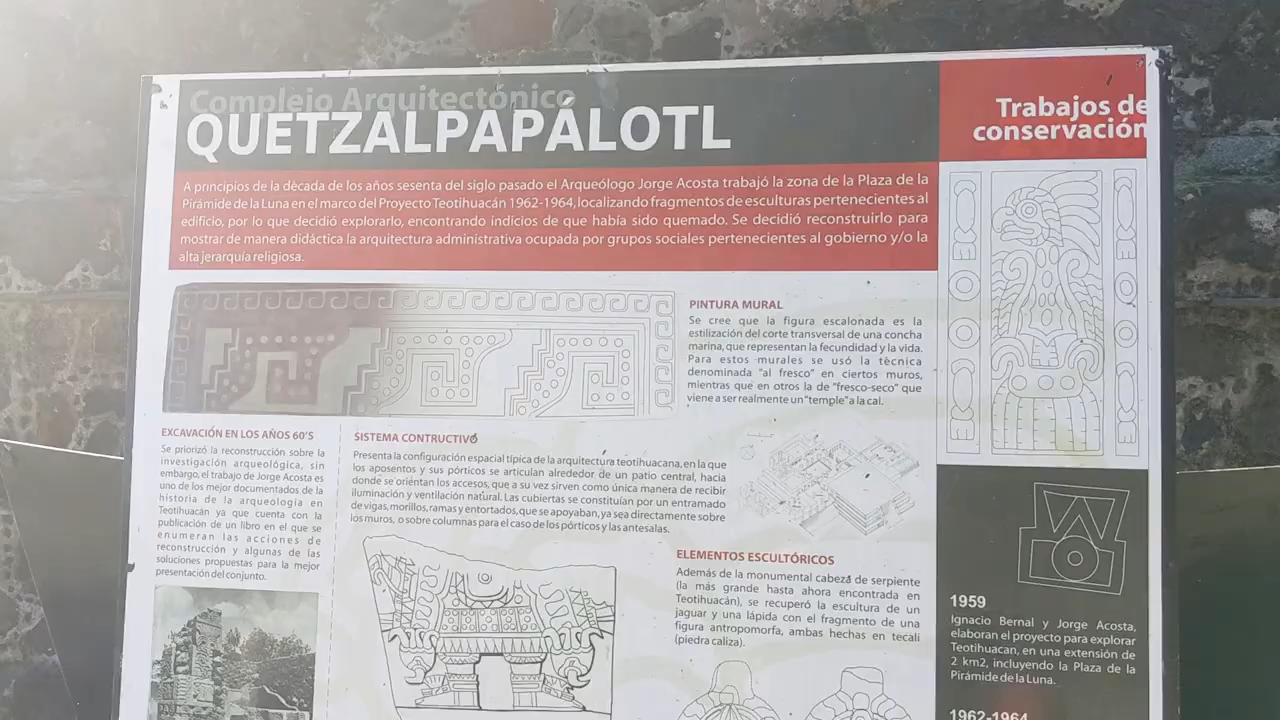 Complejo Arquitectónico
QUETZALPAPÁLOTL
A principios de la década de los años sesenta del siglo pasado el Arqueólogo Jorge Acosta trabajó la zona de la Plaza de la
Pirámide de la Luna en el marco del Proyecto Teotihuacán 1962-1964, localizando fragmentos de esculturas pertenecientes al
edificio, por lo que decidió explorarlo, encontrando indicios de que había sido quemado. Se decidió reconstruirlo para
mostrar de manera didáctica la arquitectura administrativa ocupada por grupos sociales pertenecientes al gobierno y/o la
alta jerarquía religiosa.
PINTURA MURAL
Se cree que la figura escalonada es la
estilización del corte transversal de una concha
marina, que representan la fecundidad y la vida.
Para estos murales se usó la técnica
denominada "al fresco" en ciertos muros,
mientras que en otros la de "fresco-seco" que
viene a ser realmente un "temple" a la cal.
EXCAVACIÓN EN LOS AÑOS 60'S
Se priorizó la reconstrucción sobre la
investigación arqueológica, sin
embargo, el trabajo de Jorge Acosta es
uno de los mejor documentados de la
historia de la arqueología en
Teotihuacán ya que cuenta con la
publicación de un libro en el que se
enumeran las acciones de
reconstrucción y algunas de las
soluciones propuestas para la mejor
presentación del conjunto.
SISTEMA CONTRUCTIVO
Presenta la configuración espacial típica de la arquitectura teotihuacana, en la que
los aposentos y sus pórticos se articulan alrededor de un patio central, hacia
donde se orientan los accesos, que a su vez sirven como única manera de recibir
iluminación y ventilación natural. Las cubiertas se constituían por un entramado
de vigas, morillos, ramas y entortados, que se apoyaban, ya sea directamente sobre
los muros, o sobre columnas para el caso de los pórticos y las antesalas.
ELEMENTOS ESCULTÓRICOS
Además de la monumental cabeza de serpiente
(la más grande hasta ahora encontrada en
Teotihuacán), se recuperó la escultura de un
jaguar y una lápida con el fragmento de una
figura antropomorfa, ambas hechas en tecali
(piedra caliza).
Trabajos de
conservación
1959
Ignacio Bernal y Jorge Acosta,
elaboran el proyecto para explorar
Teotihuacan, en una extensión de
2 km2, incluyendo la Plaza de la
Pirámide de la Luna.
1962-1964